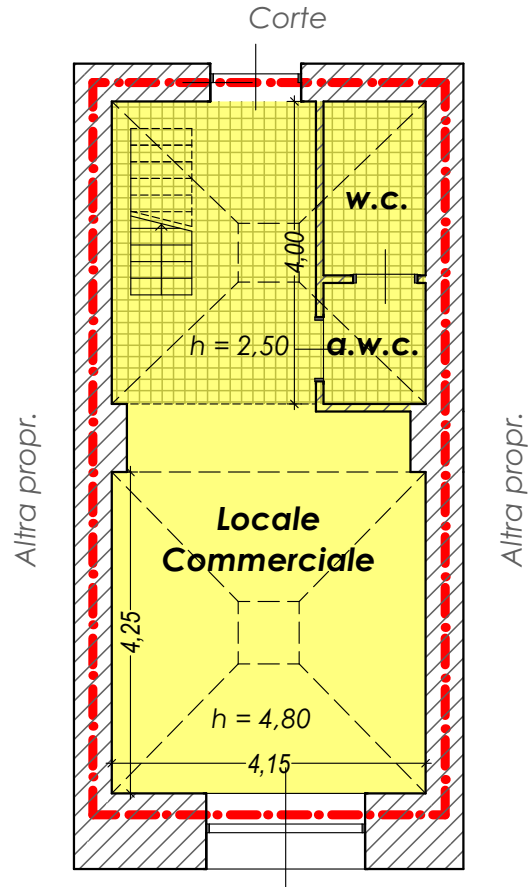 Corte
w.c.
4,00
h = 2,50
a.w.c.
Altra propr.
Altra propr.
Locale
Commerciale
4,25
h = 4,80
4,15